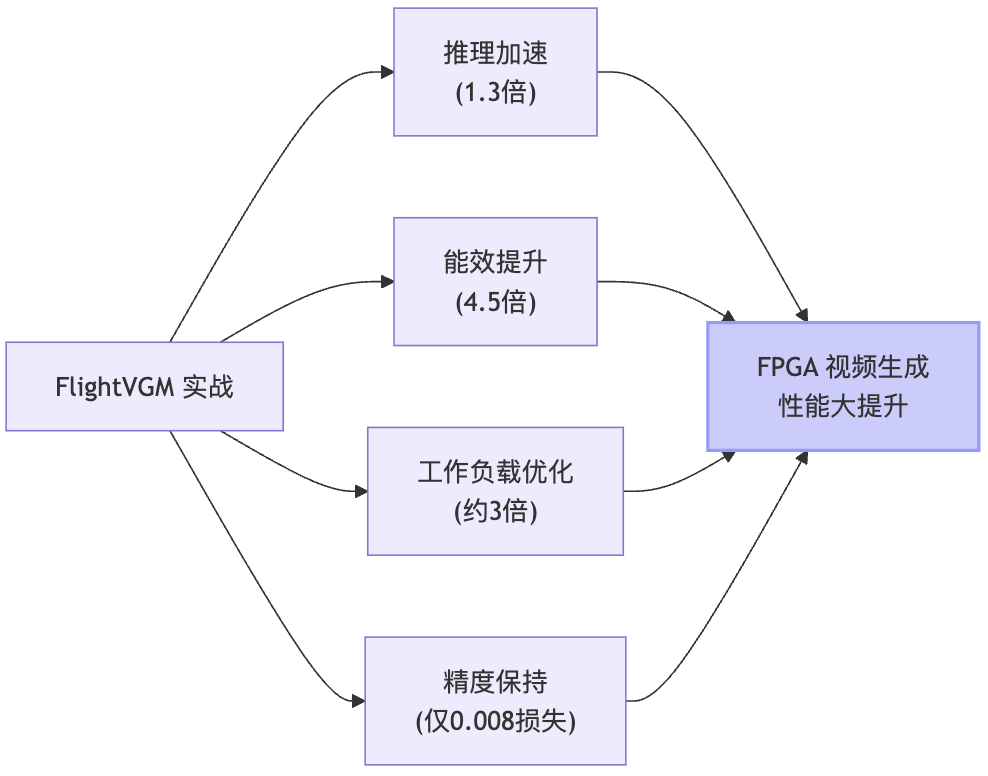 推理加速
(1.3倍)
能效提升
(4.5倍)
FlightVGM 实战
FPGA 视频生成
性能大提升
工作负载优化
(约3倍)
精度保持
(仅0.008损失)